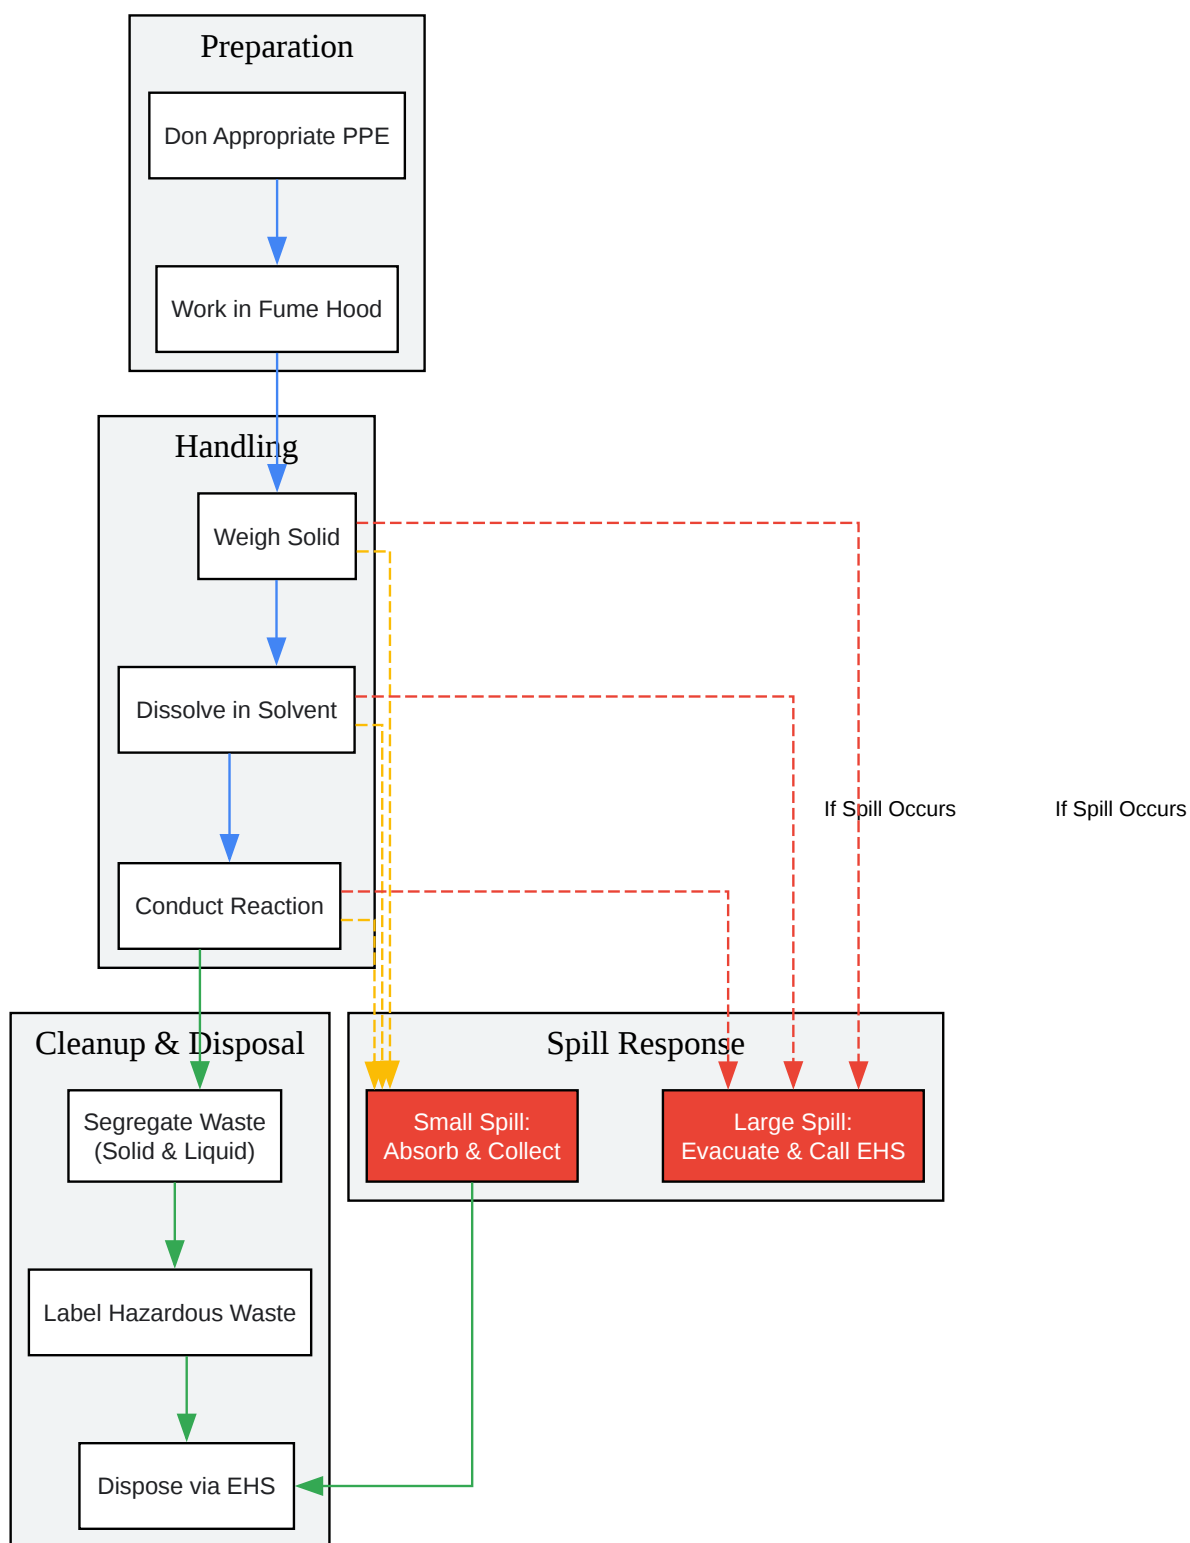 Preparation
Don Appropriate PPE
Work in Fume Hood
Handling
Weigh Solid
Dissolve in Solvent
If Spill Occurs
If Spill Occurs
Conduct Reaction
Cleanup & Disposal
Segregate Waste
(Solid & Liquid)
Label Hazardous Waste
Dispose via EHS
Spill Response
Small Spill:
Absorb & Collect
Large Spill:
Evacuate & Call EHS